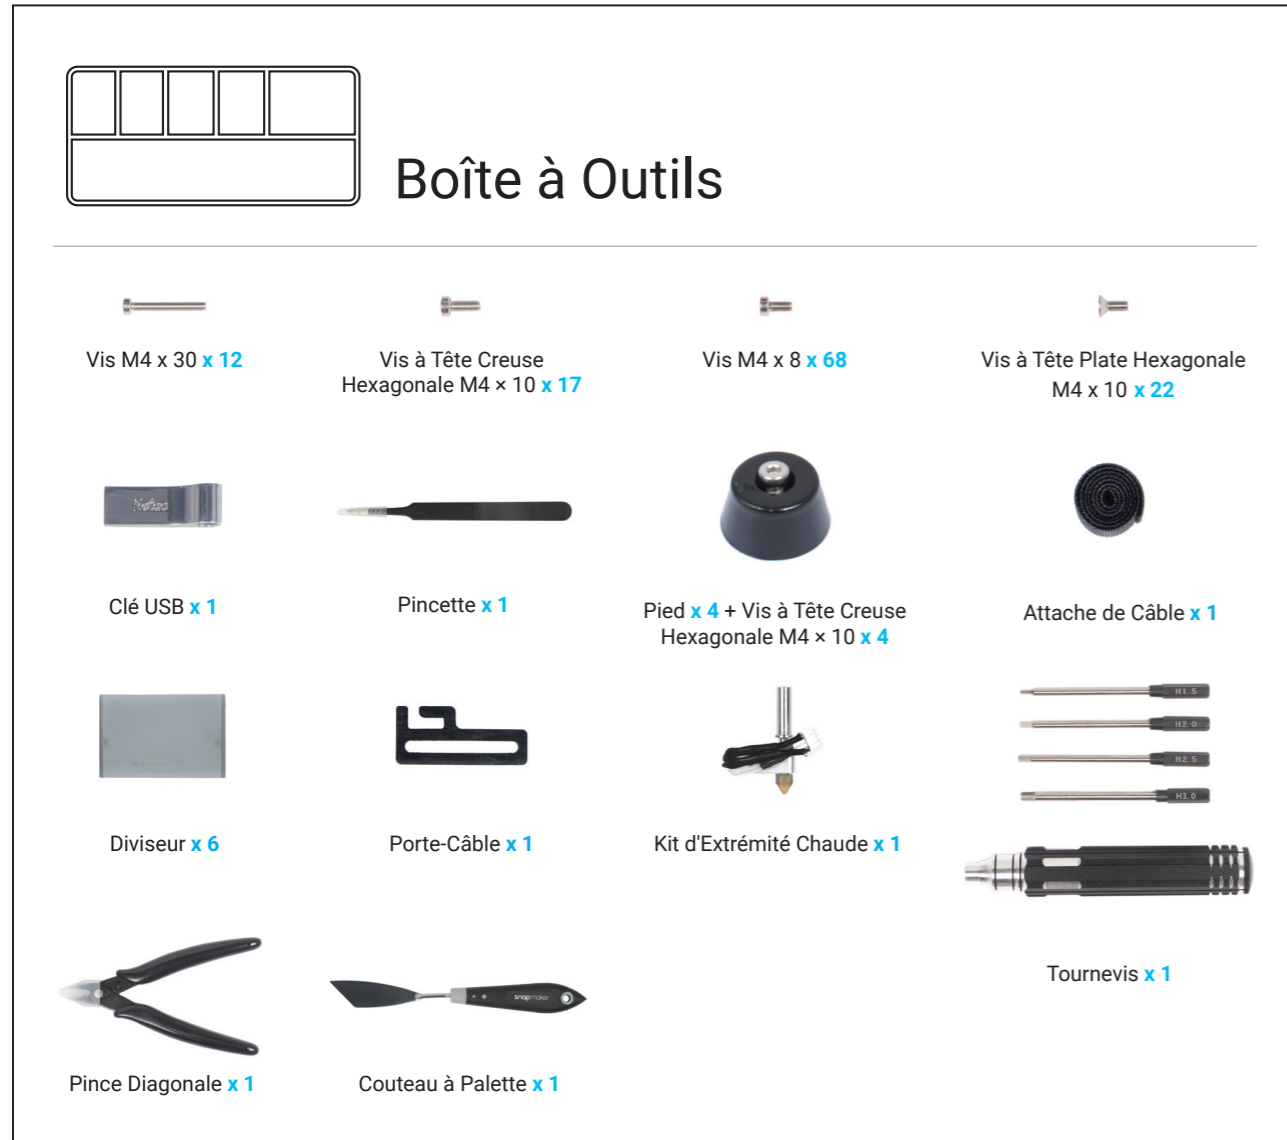 Boîte à Outils
Vis M4 x 30 x 12
Vis à Tête Creuse
Hexagonale M4 × 10 x 17
Vis M4 x 8 x 68
Vis à Tête Plate Hexagonale
M4 x 10 x 22
Netac
Clé USB x 1
Pincette x 1
Pied x 4 + Vis à Tête Creuse
Hexagonale M4 × 10 x 4
Attache de Câble x 1
H1.5
H2.0
H2.5
H3.0
Diviseur x 6
Porte-Câble x 1
Kit d'Extrémité Chaude x 1
Tournevis x 1
snapmaker
Pince Diagonale x 1
Couteau à Palette x 1